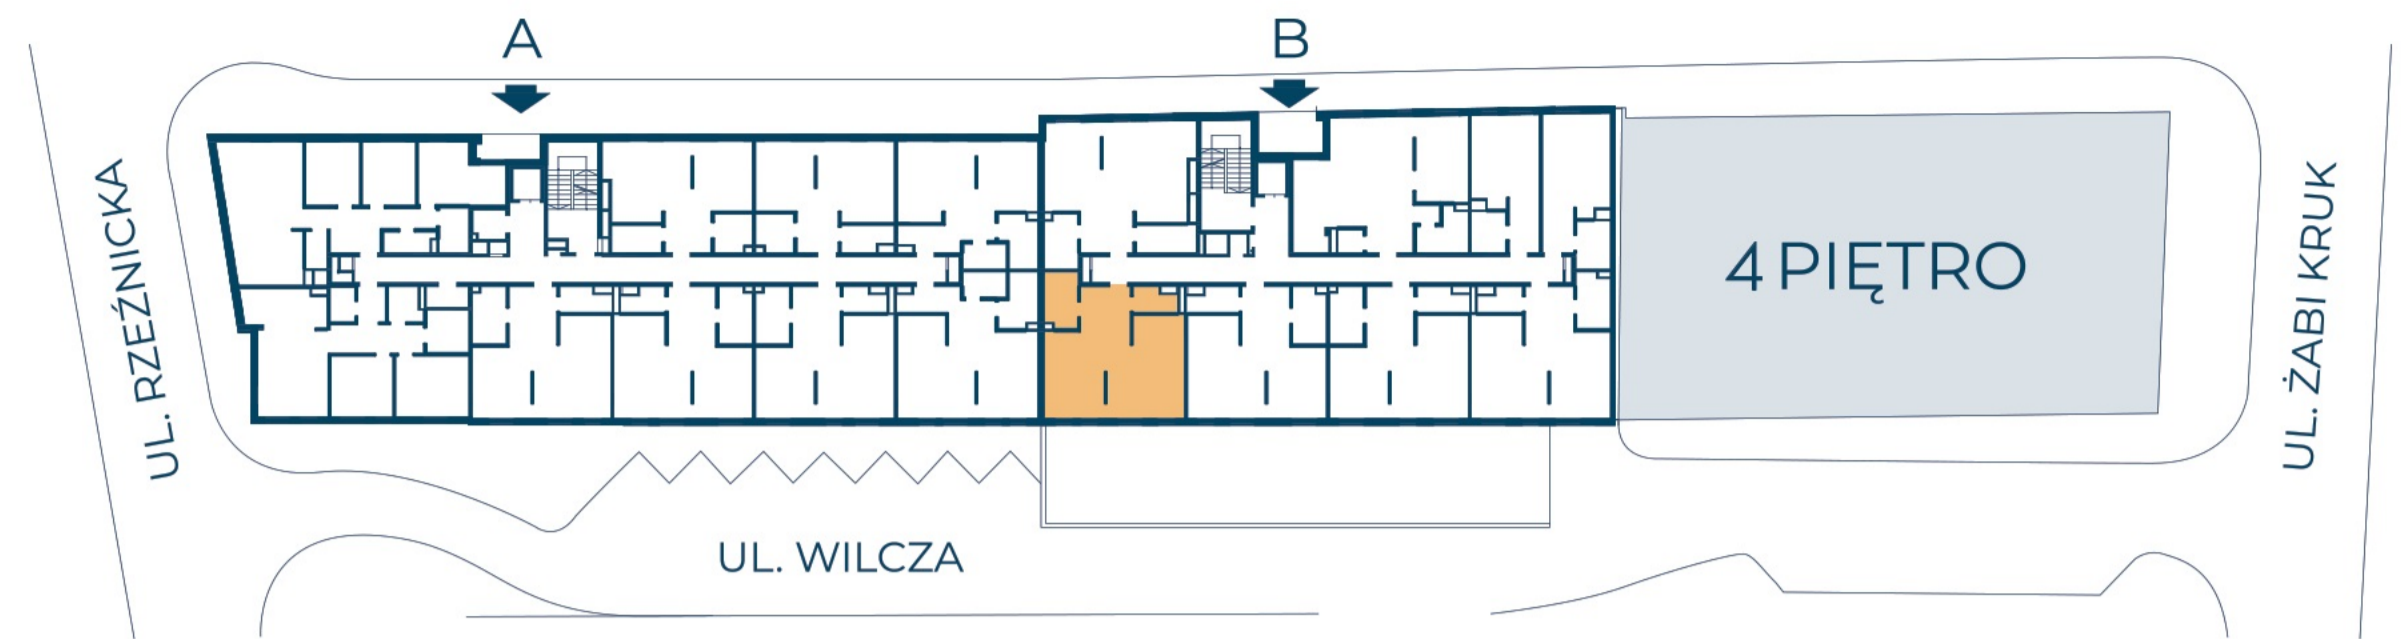 A
B
UL. RZEŹNICKA
4 PIĘTRO
UL. ŻABI KRUK
UL. WILCZA